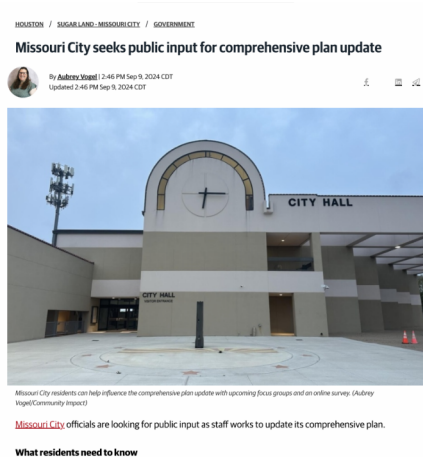 HOUSTON / SUGAR LAND - MISSOURI CITY / GOVERNMENT
Missouri City seeks public input for comprehensive plan update
By Aubrey Vogel | 2:46 PM Sep 9, 2024 CDT
Updated 2:46 PM Sep 9, 2024 CDT
CITY HALL
CITY HALL
Missouri City residents can help influence the comprehensive plan update with upcoming focus groups and an online survey. (Aubrey
Vogel/Community Impact)
Missouri City officials are looking for public input as staff works to update its comprehensive plan.
What residents need to know